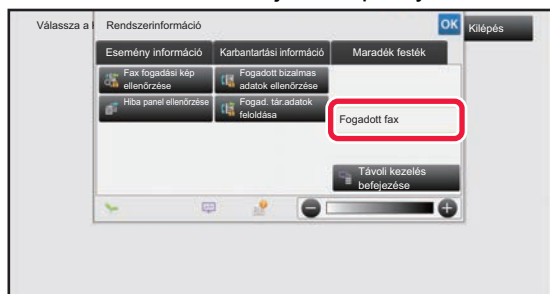 Válassza a
Rendszerinformáció
OK
Kilépés
Esemény információ
Karbantartási információ
Maradék festék
Fax fogadási kép
ellenőrzése
Fogadott bizalmas
adatok ellenőrzése
Hiba panel ellenőrzése
Fogad. tár.adatok
feloldása
Fogadott fax
Távoli kezelés
befejezése